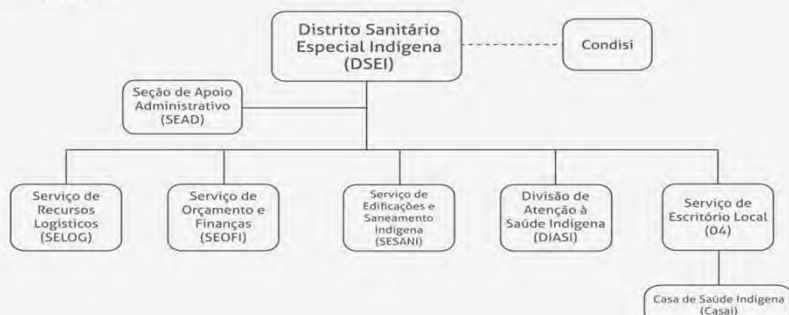 Distrito Sanitário
Especial Indígena
(DSEI)
Condisi
Seção de Apoio
Administrativo
(SEAD)
Serviço de
Recursos
Logísticos
(SELOG)
Serviço de
Orçamento e
Finanças
(SEOFI)
Serviço de
Edificações e
Saneamento
Indígena
(SESANI)
Divisão de
Atenção à
Saúde Indígena
(DIASI)
Serviço de
Escritório Local
(04)
Casa de Saúde Indígena
(Casai)